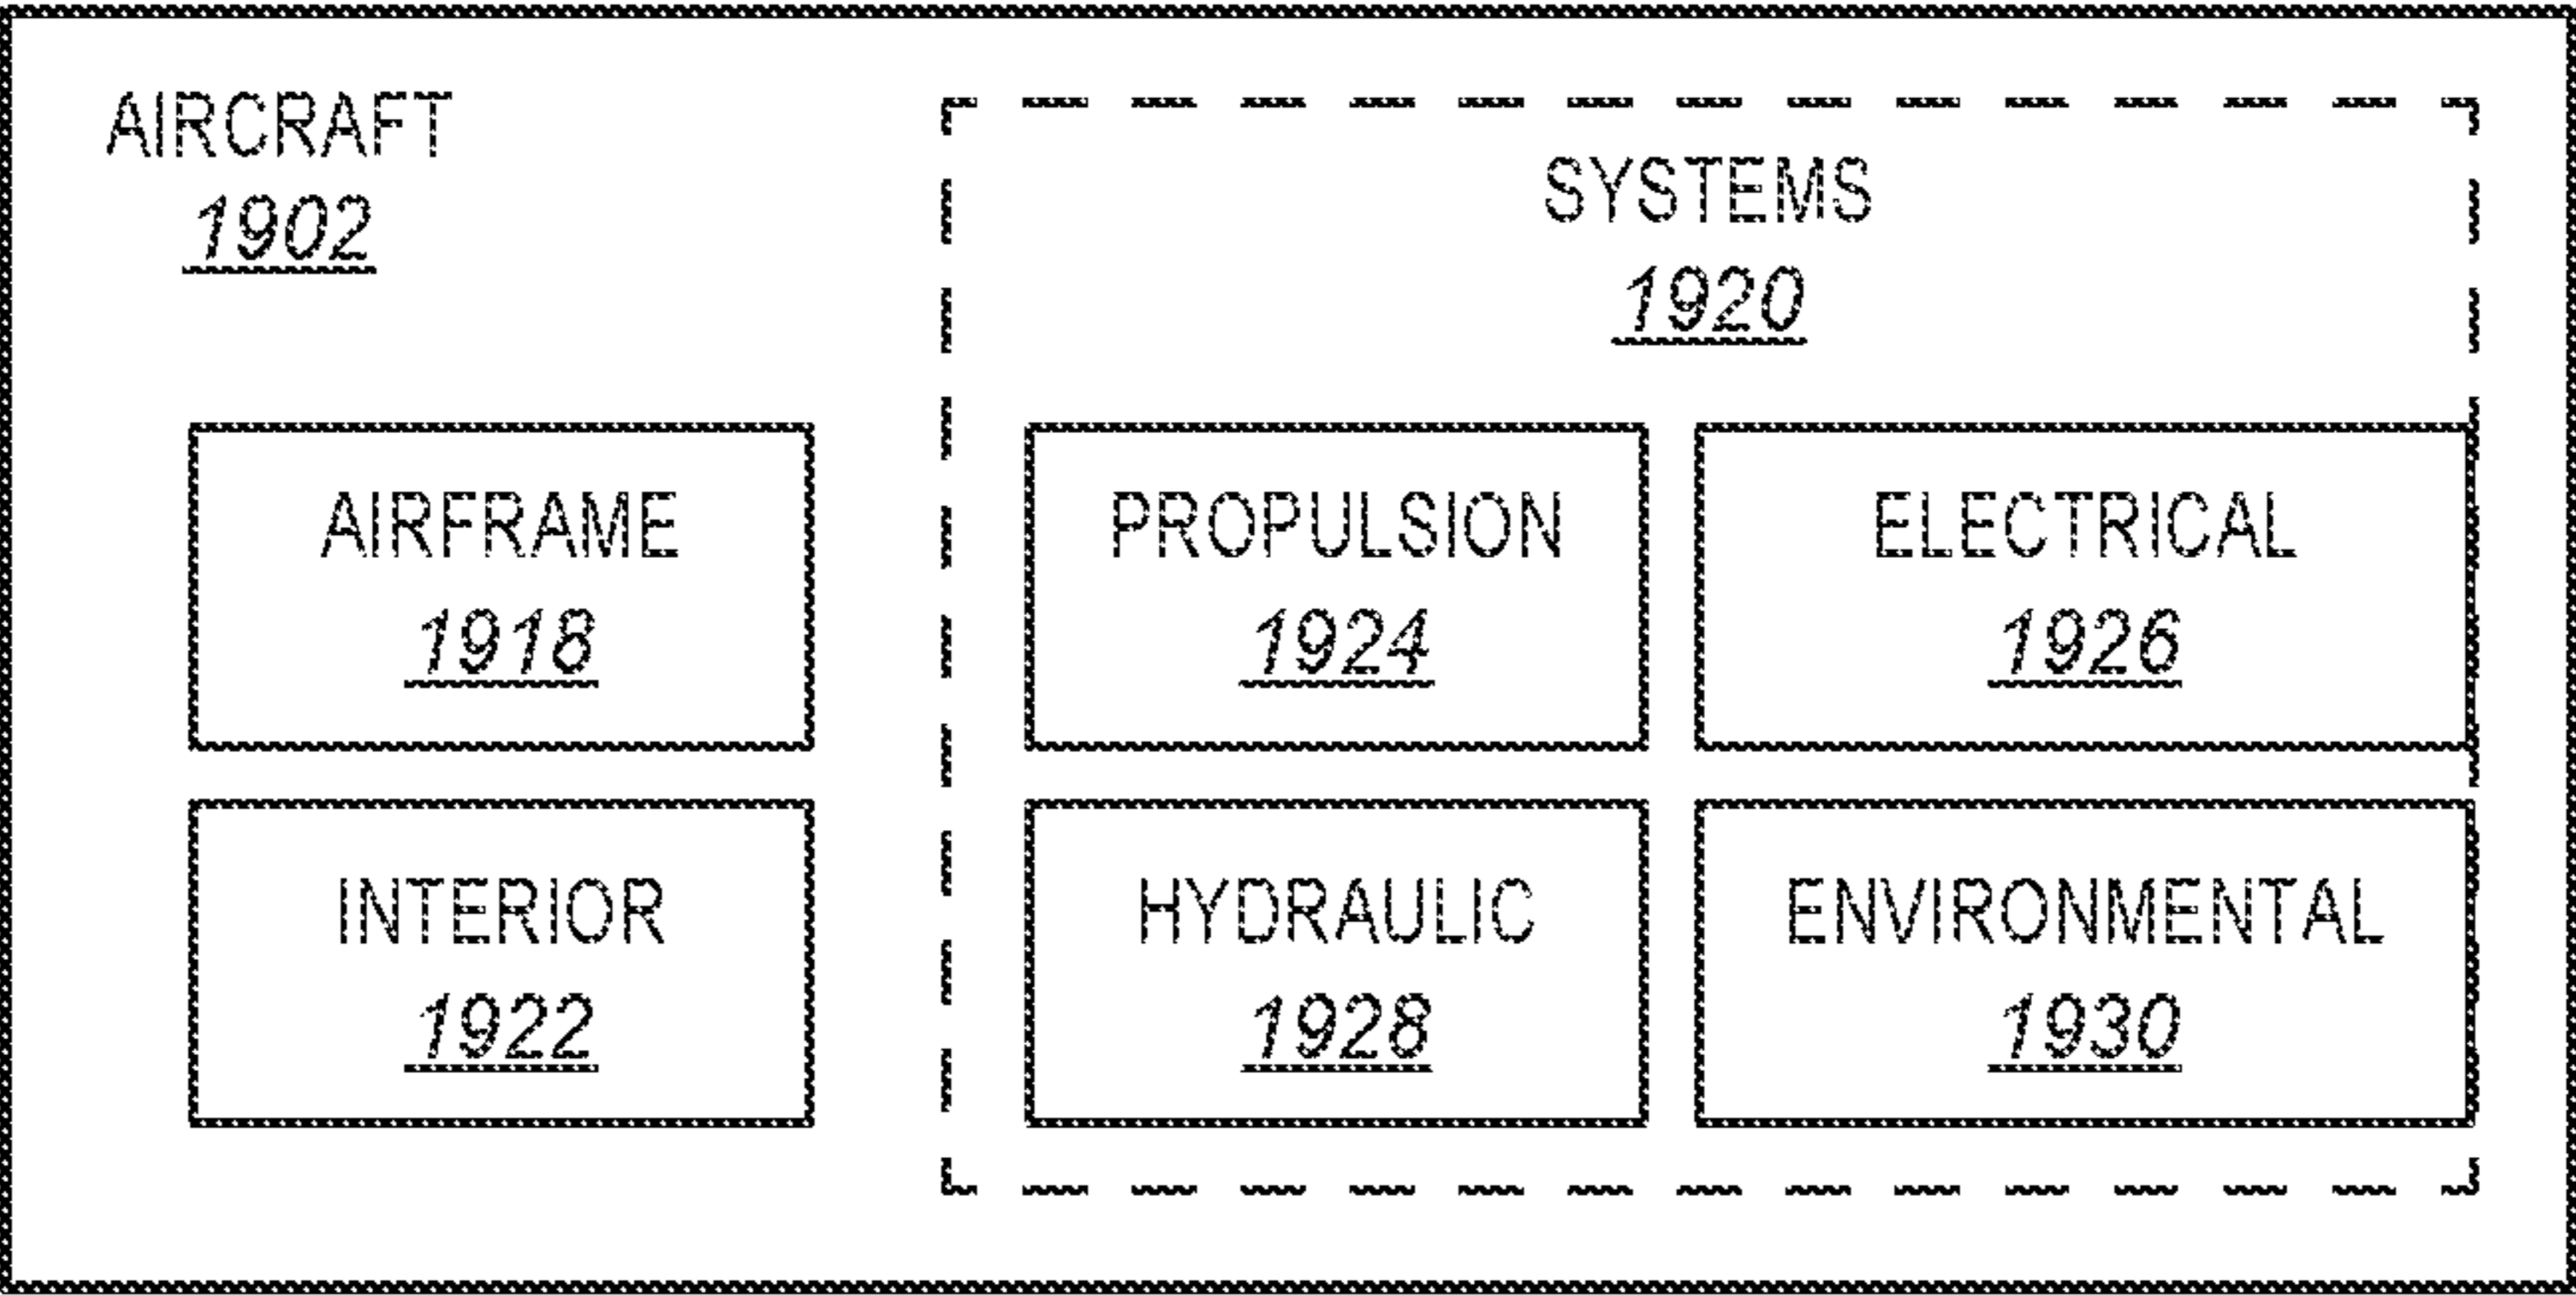 AIRCRAFT
1902
SYSTEMS
1920
AIRFRAME
1918
PROPULSION
1924
ELECTRICAL
1926
INTERIOR
1922
HYDRAULIC
1928
ENVIRONMENTAL
1930